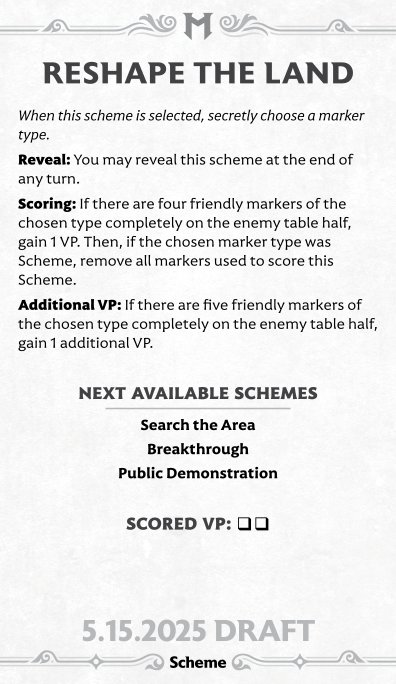 RESHAPE THE LAND
When this scheme is selected, secretly choose a marker
type.
Reveal: You may reveal this scheme at the end of
any turn.
Scoring: If there are four friendly markers of the
chosen type completely on the enemy table half,
gain 1 VP. Then, if the chosen marker type was
Scheme, remove all markers used to score this
Scheme.
Additional VP: If there are five friendly markers of
the chosen type completely on the enemy table half,
gain 1 additional VP.
NEXT AVAILABLE SCHEMES
Search the Area
Breakthrough
Public Demonstration
SCORED VP: ❑❑
5.15.2025 DRAFT
Scheme